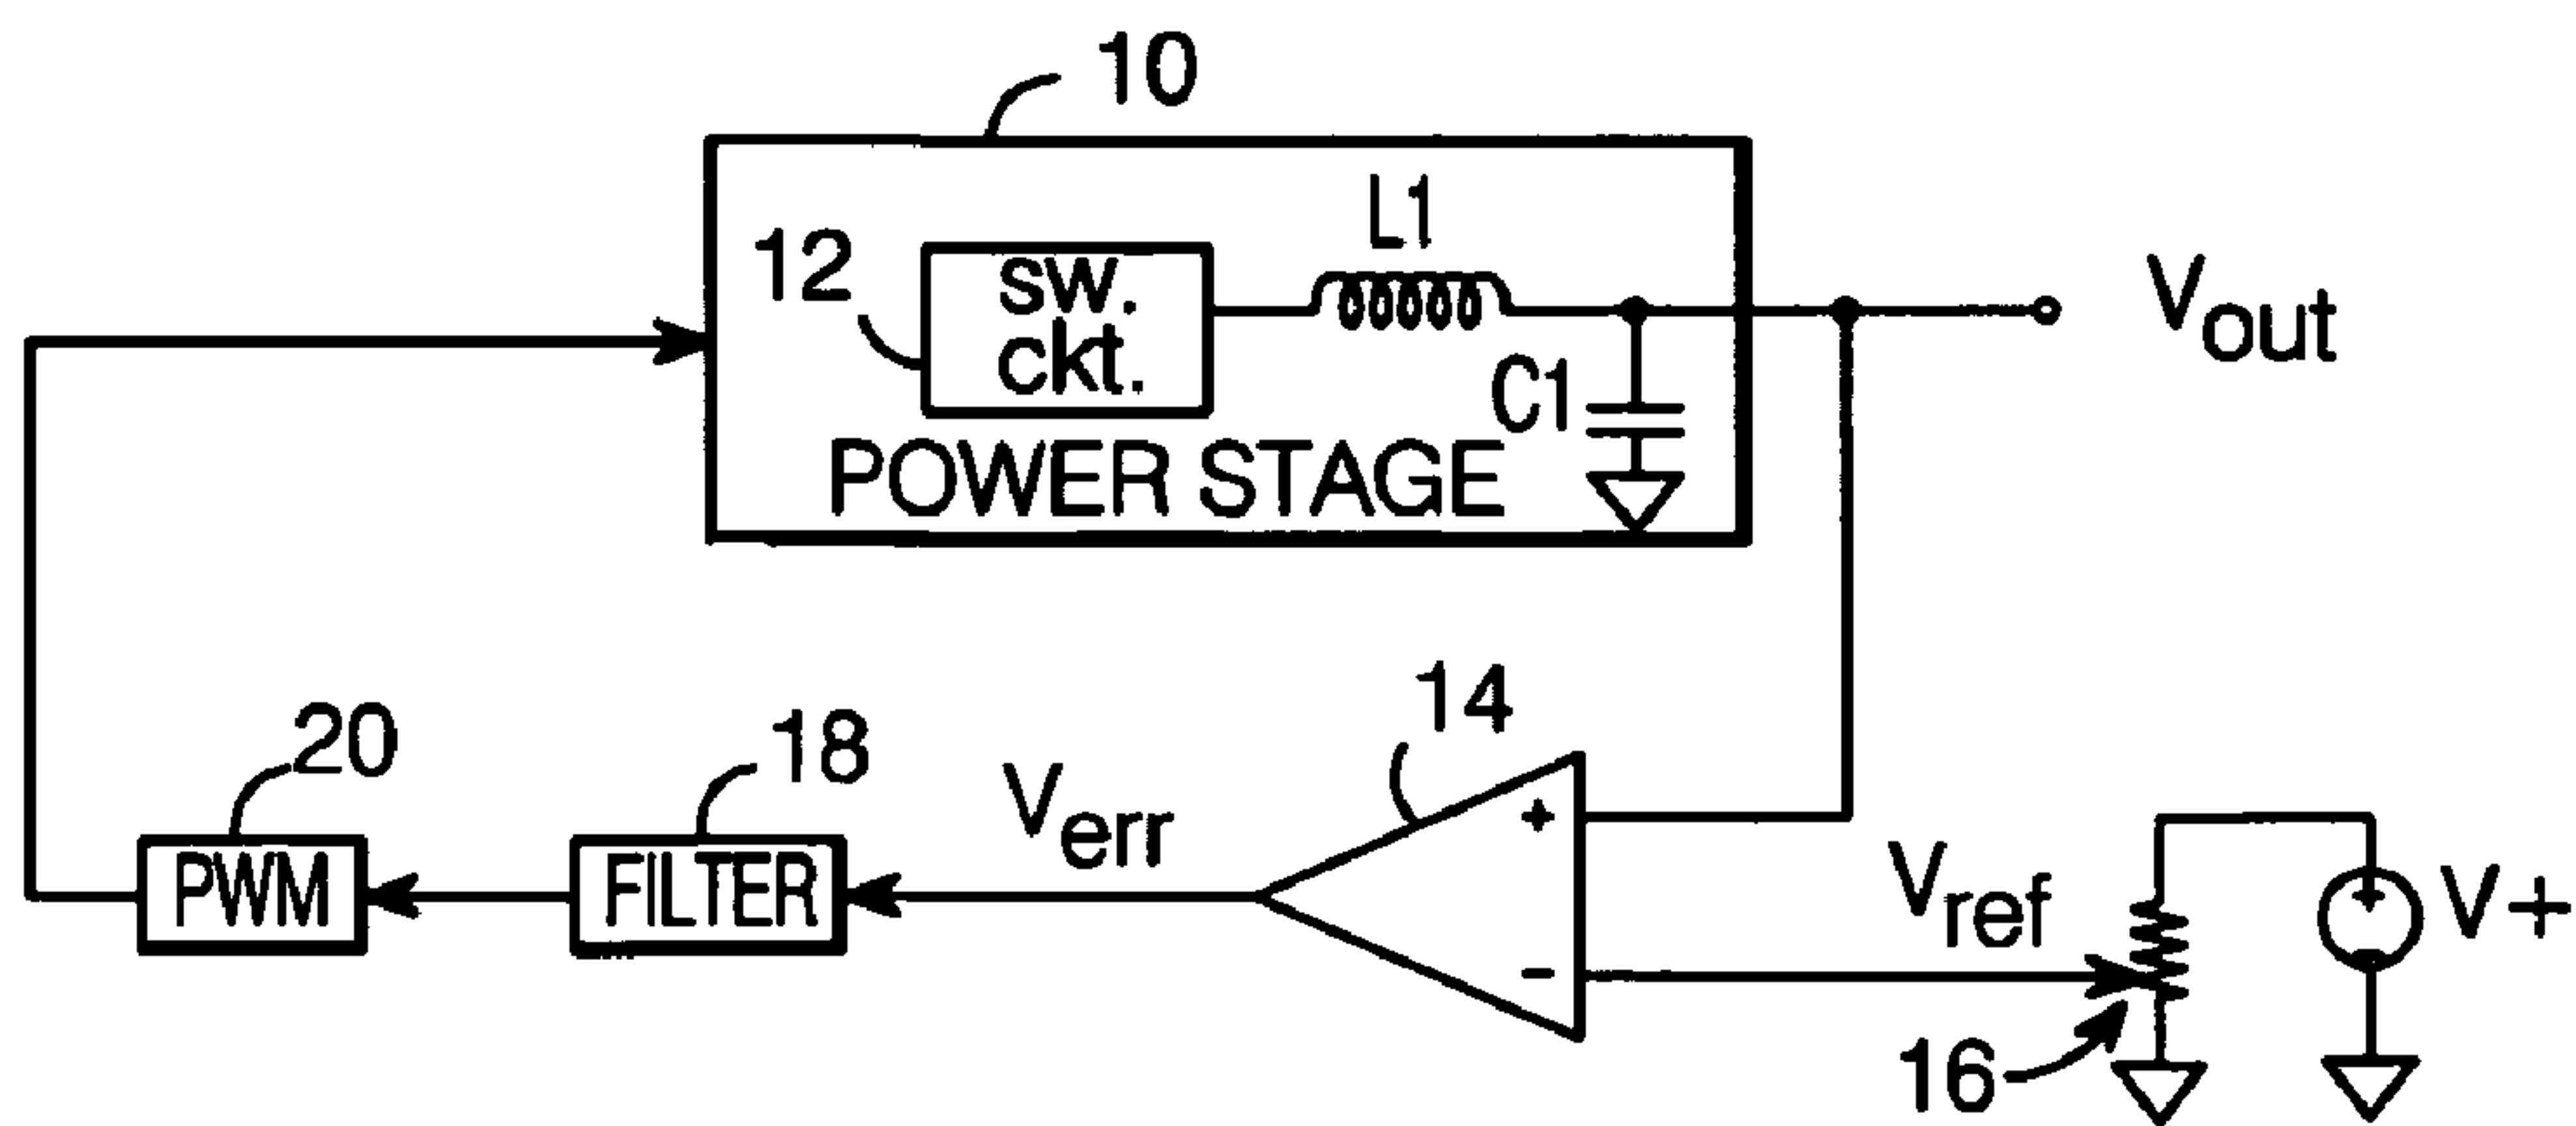 10
L1
12
sw.
ckt.
Vout
C1
POWER STAGE
14
20
18
Verr
+
PWM
FILTER
Vref
V+
-
16